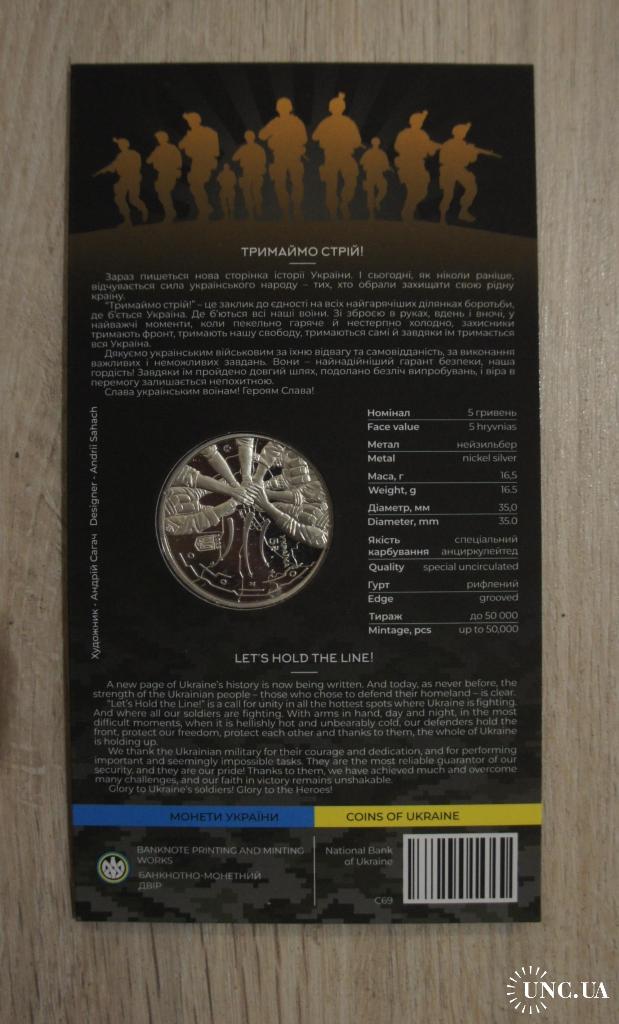 ТРИМАЙМО СТРІЙ!
Зараз пишеться нова сторінка історії України. І сьогодні, як ніколи раніше,
відчувається сила українського народу – тих, хто обрали захищати свою рідну
країну.
"Тримаймо стрій!" – це заклик до єдності на всіх найгарячіших ділянках боротьби,
де б'ється Україна. Де б'ються всі наші воїни. Зі зброєю в руках, вдень і вночі, у
найважчі моменти, коли пекельно гаряче й нестерпно холодно, захисники
тримають фронт, тримають нашу свободу, тримаються самі й завдяки їм тримається
вся Україна.
Дякуємо українським військовим за їхню відвагу та самовідданість, за виконання
важливих і неможливих завдань. Вони – найнадійніший гарант безпеки, наша
гордість! Завдяки їм пройдено довгий шлях, подолано безліч випробувань, і віра в
перемогу залишається непохитною.
Слава українським воїнам! Героям Слава!
Художник - Андрій Сагач Designer - Andrii Sahach
Номінал 5 гривень
Face value 5 hryvnias
Метал нейзильбер
Metal nickel silver
Маса, г 16,5
Weight, g 16.5
Діаметр, мм 35,0
Diameter, mm 35.0
Якість спеціальний
карбування анциркулейтед
Quality special uncirculated
Гурт рифлений
Edge grooved
Тираж до 50 000
Mintage, pcs up to 50,000
LET'S HOLD THE LINE!
A new page of Ukraine's history is now being written. And today, as never before, the
strength of the Ukrainian people – those who chose to defend their homeland – is clear.
"Let's Hold the Line!" is a call for unity in all the hottest spots where Ukraine is fighting.
And where all our soldiers are fighting. With arms in hand, day and night, in the most
difficult moments, when it is hellishly hot and unbearably cold, our defenders hold the
front, protect our freedom, protect each other and thanks to them, the whole of Ukraine
is holding up.
We thank the Ukrainian military for their courage and dedication, and for performing
important and seemingly impossible tasks. They are the most reliable guarantor of our
security, and they are our pride! Thanks to them, we have achieved much and overcome
many challenges, and our faith in victory remains unshakable.
Glory to Ukraine's soldiers! Glory to the Heroes!
МОНЕТИ УКРАЇНИ COINS OF UKRAINE
BANKNOTE PRINTING AND MINTING
WORKS
БАНКНОТНО-МОНЕТНИЙ
ДВІР
National Bank
of Ukraine
C69
UNC.UA